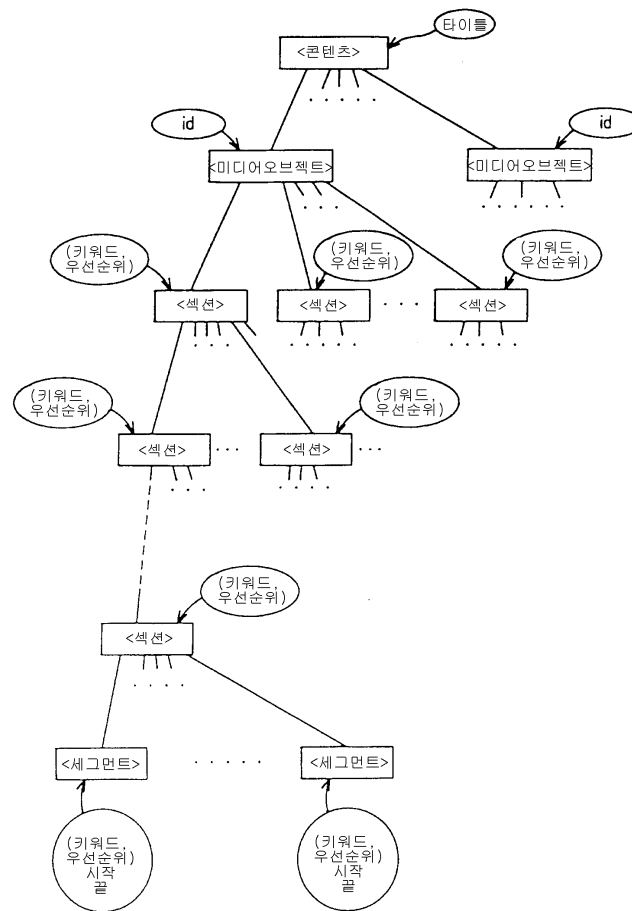 타이틀
<콘텐츠>
id
id
<미디어오브젝트>
<미디어오브젝트>
(키워드,
우선순위)
(키워드,
우선순위)
(키워드,
우선순위)
<섹션>
<섹션>
<섹션>
(키워드,
우선순위)
(키워드,
우선순위)
<섹션>
<섹션>
(키워드,
우선순위)
<섹션>
<세그먼트>
<세그먼트>
(키워드,
우선순위)
시작
끝
(키워드,
우선순위)
시작
끝